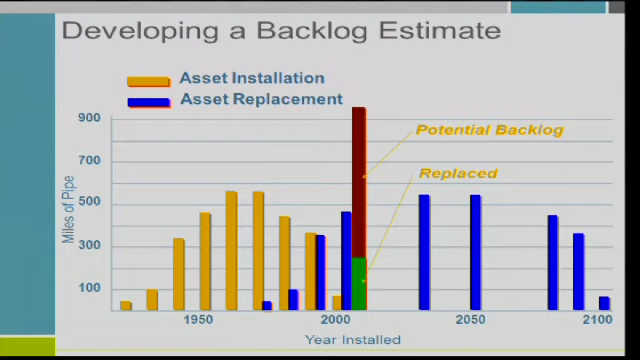 Developing a Backlog Estimate
Asset Installation
Asset Replacement
900
700
500
300
100
Miles of Pipe
Potential Backlog
Replaced
1950
2000
2050
2100
Year Installed